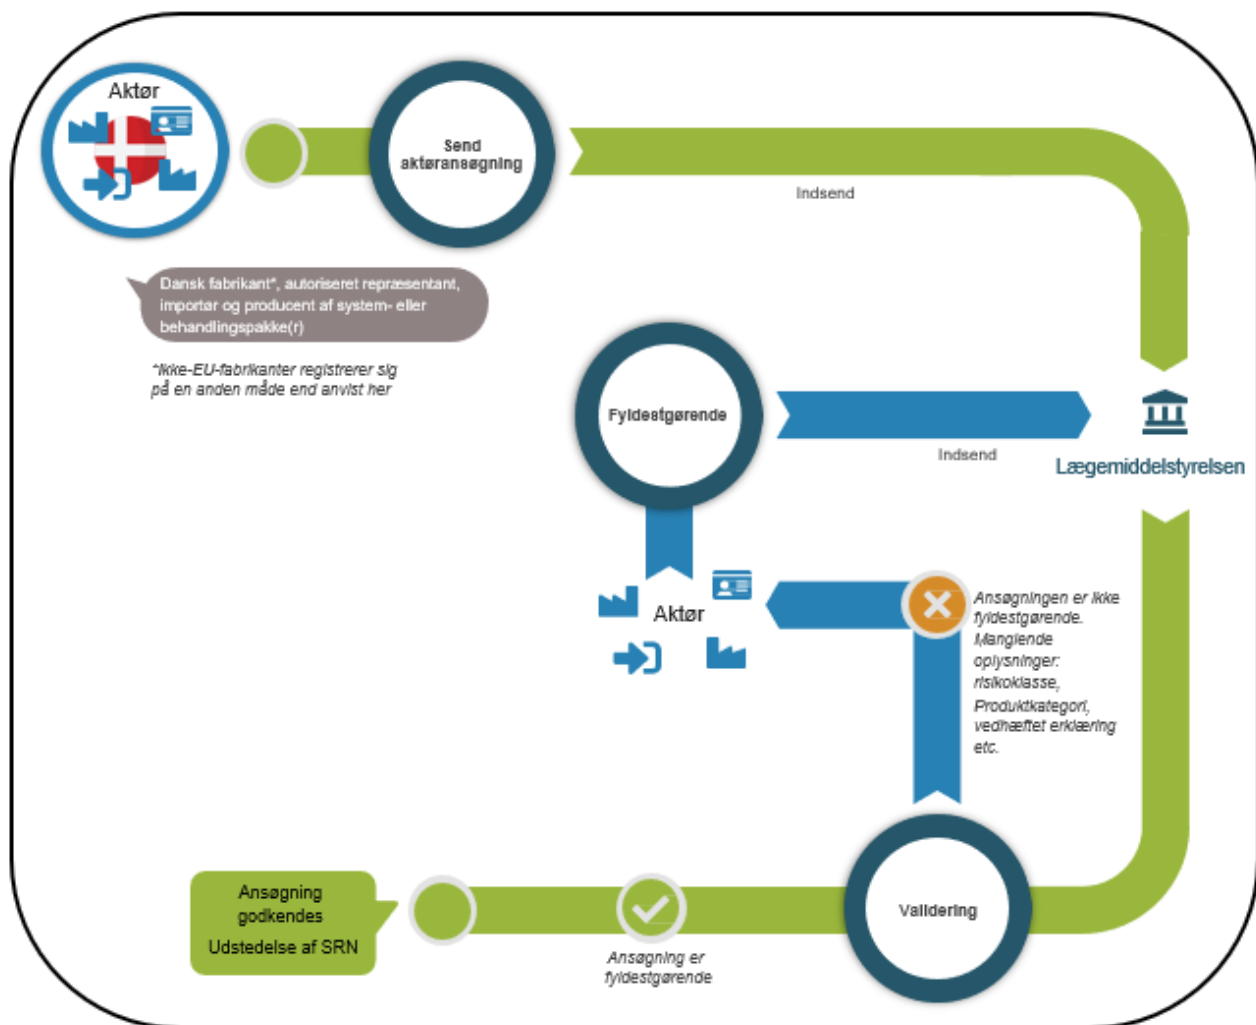 Aktør
Send
aktøransøgning
Indsend
Dansk fabrikant*, autoriseret repræsentant,
importør og producent af system- eller
behandlingspakke(r)
*Ikke-EU-fabrikanter registrerer sig
på en anden måde end anvist her
Fyldestgørende
Indsend
Lægemiddelstyrelsen
Aktør
Ansøgningen er ikke
fyldestgørende.
Manglende
oplysninger:
risikoklasse,
Produktkategori,
vedhæftet erklæring
etc.
Validering
Ansøgning
godkendes
Udstedelse af SRN
Ansøgning er
fyldestgørende